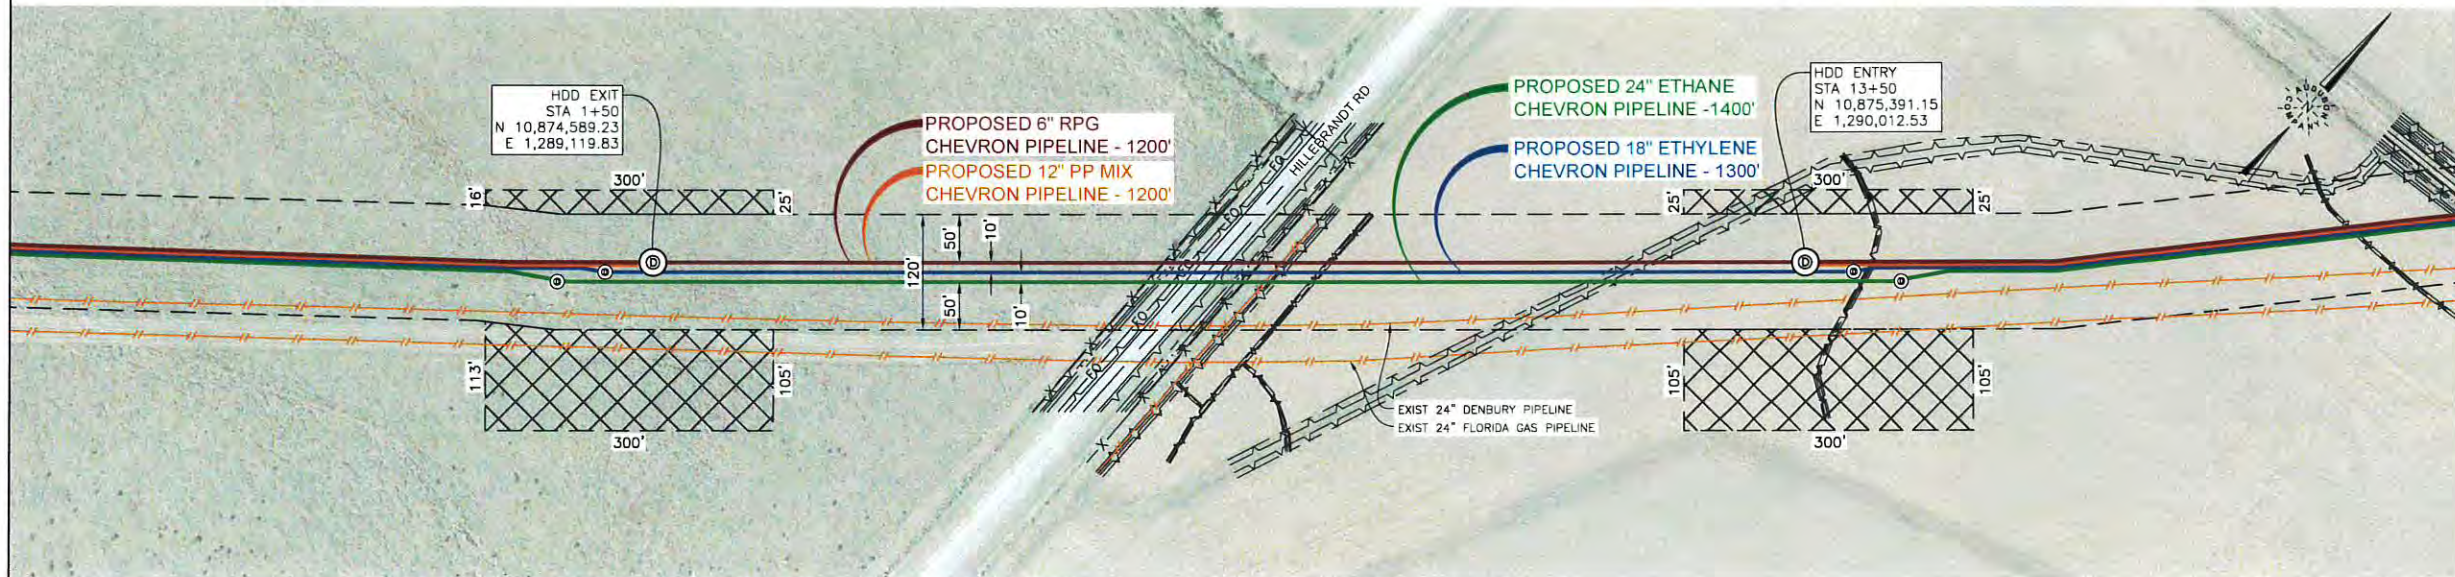 HDD EXIT
STA 1+50
N 10,874,589.23
E 1,289,119.83
PROPOSED 6" RPG
CHEVRON PIPELINE - 1200'
PROPOSED 12" PP MIX
CHEVRON PIPELINE - 1200'
HILLEBRANDT RD
PROPOSED 24" ETHANE
CHEVRON PIPELINE -1400'
PROPOSED 18" ETHYLENE
CHEVRON PIPELINE - 1300'
HDD ENTRY
STA 13+50
N 10,875,391.15
E 1,290,012.53
16'
300'
25'
120'
50'
10'
50'
10'
25'
300'
25'
113'
105'
300'
105'
105'
300'
EXIST 24" DENBURY PIPELINE
EXIST 24" FLORIDA GAS PIPELINE
D
D